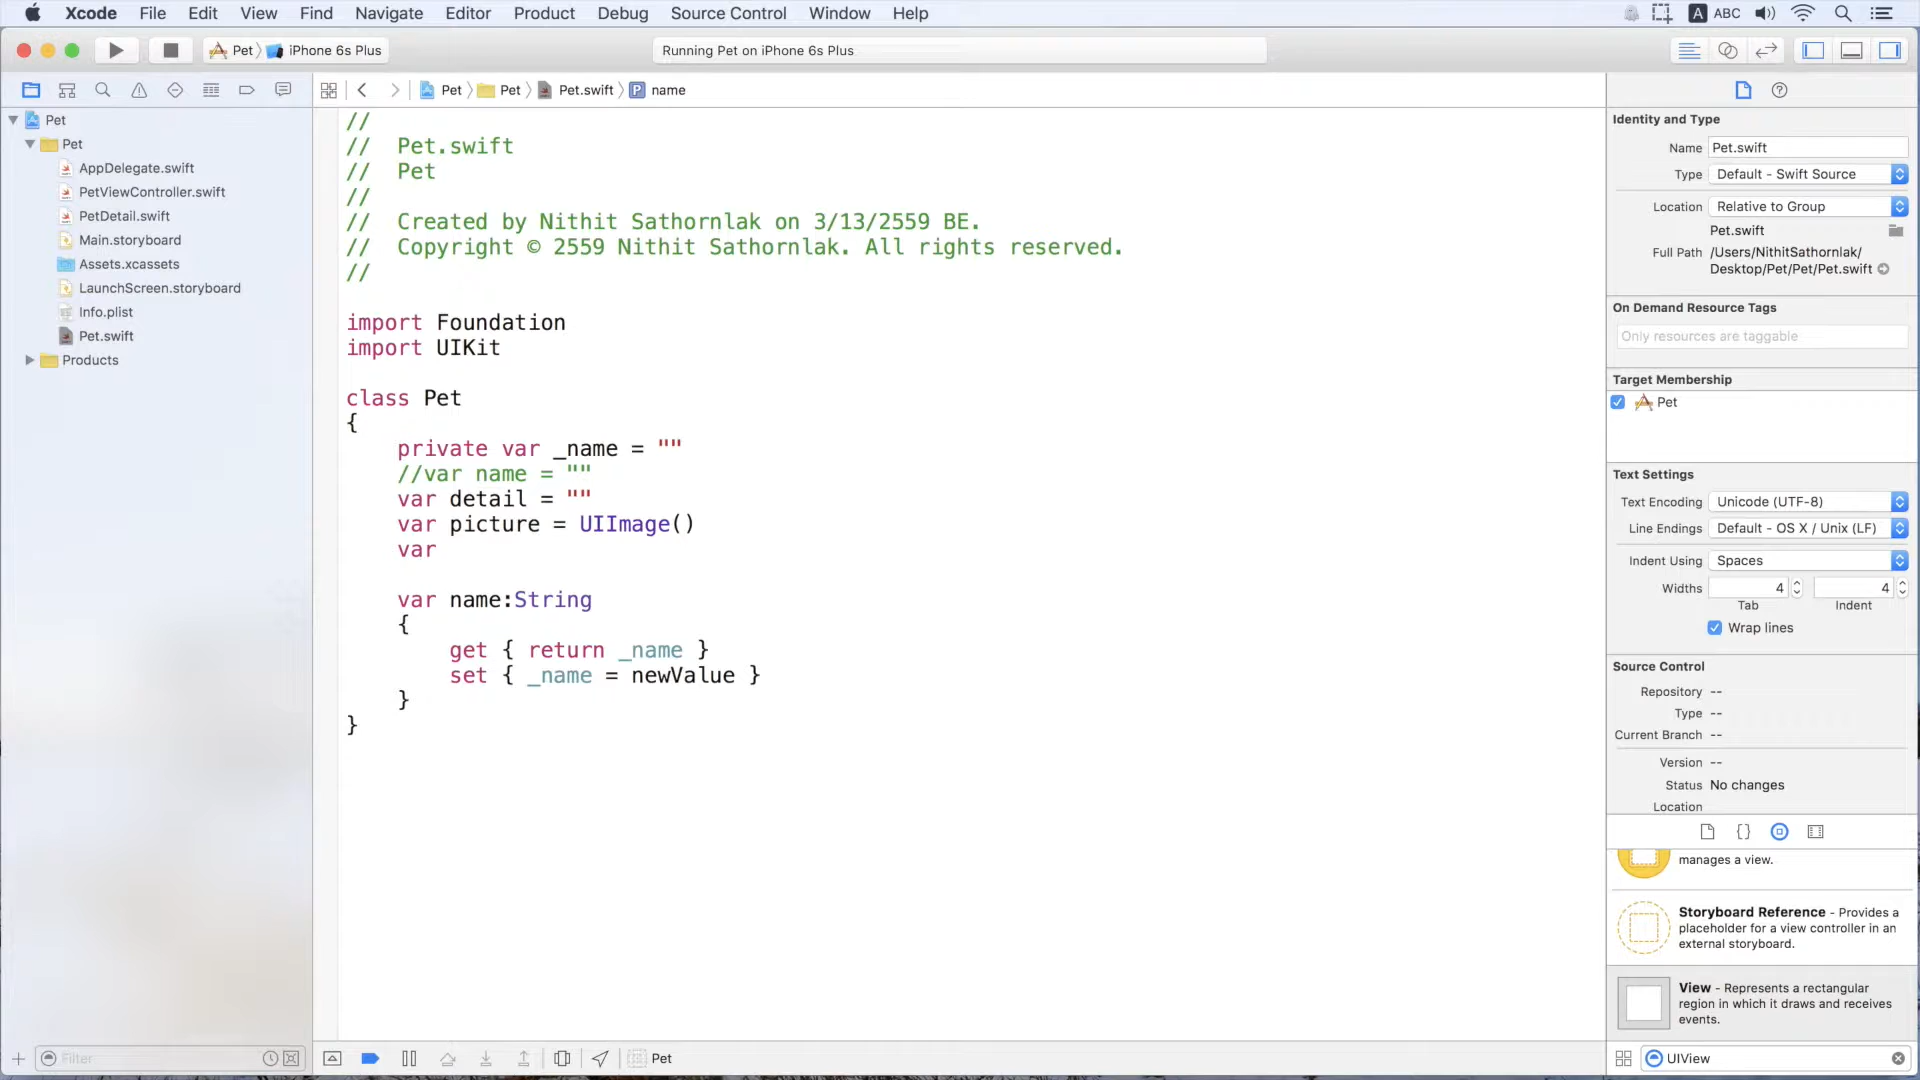 Xcode File Edit View Find Navigate Editor Product Debug Source Control Window Help A ABC
Pet iPhone 6s Plus Running Pet on iPhone 6s Plus
Pet Pet Pet.swift P name
Pet
Pet
AppDelegate.swift
PetViewController.swift
PetDetail.swift
Main.storyboard
Assets.xcassets
LaunchScreen.storyboard
Info.plist
Pet.swift
Products
Filter
//
// Pet.swift
// Pet
//
// Created by Nithit Sathornlak on 3/13/2559 BE.
// Copyright © 2559 Nithit Sathornlak. All rights reserved.
//
import Foundation
import UIKit
class Pet
{
private var _name = ""
//var name = ""
var detail = ""
var picture = UIImage()
var
var name:String
{
get { return _name }
set { _name = newValue }
}
}
Pet
Identity and Type
Name Pet.swift
Type Default - Swift Source
Location Relative to Group
Pet.swift
Full Path /Users/NithitSathornlak/
Desktop/Pet/Pet/Pet.swift
On Demand Resource Tags
Only resources are taggable
Target Membership
Pet
Text Settings
Text Encoding Unicode (UTF-8)
Line Endings Default - OS X / Unix (LF)
Indent Using Spaces
Widths 4 4
Tab Indent
Wrap lines
Source Control
Repository --
Type --
Current Branch --
Version --
Status No changes
Location
{}
manages a view.
Storyboard Reference - Provides a
placeholder for a view controller in an
external storyboard.
View - Represents a rectangular
region in which it draws and receives
events.
UIView